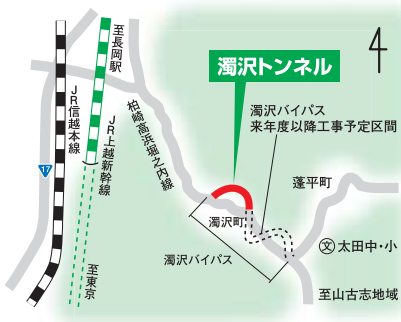 至長岡駅
濁沢トンネル
JR信越本線
JR上越新幹線
柏崎高浜堀之内線
濁沢バイパス
来年度以降工事予定区間
17
蓬平町
濁沢町
文 太田中・小
濁沢バイパス
至東京
至山古志地域